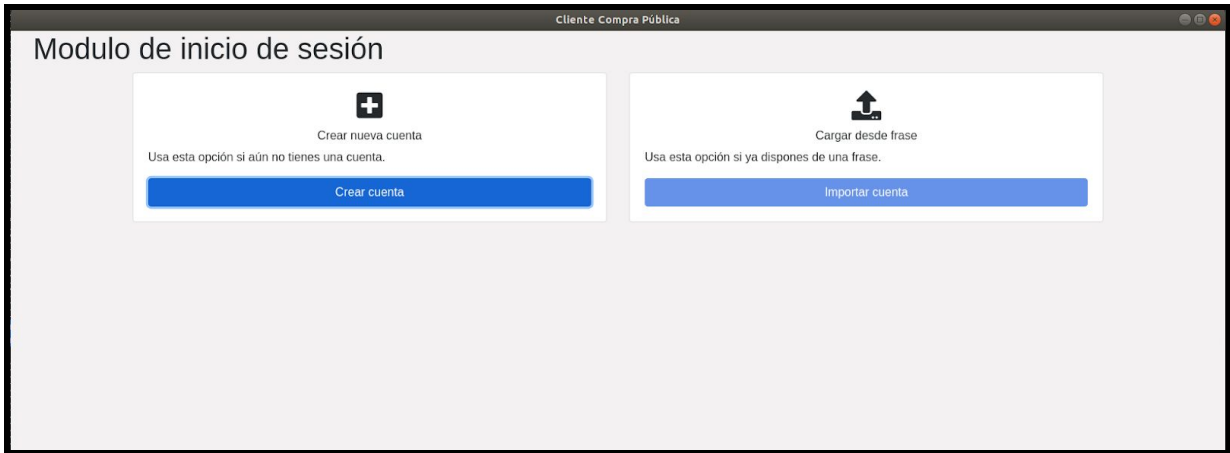 Cliente Compra Pública
Modulo de inicio de sesión
Crear nueva cuenta
Usa esta opción si aún no tienes una cuenta.
Crear cuenta
Cargar desde frase
Usa esta opción si ya dispones de una frase.
Importar cuenta